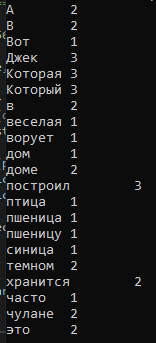 А 2
В 2
Вот 1
Джек 3
Которая 3
Который 3
в 2
веселая 1
ворует 1
дом 1
доме 2
построил 3
птица 1
пшеница 1
пшеницу 1
синица 1
темном 2
хранится 2
часто 1
чулане 2
это 2